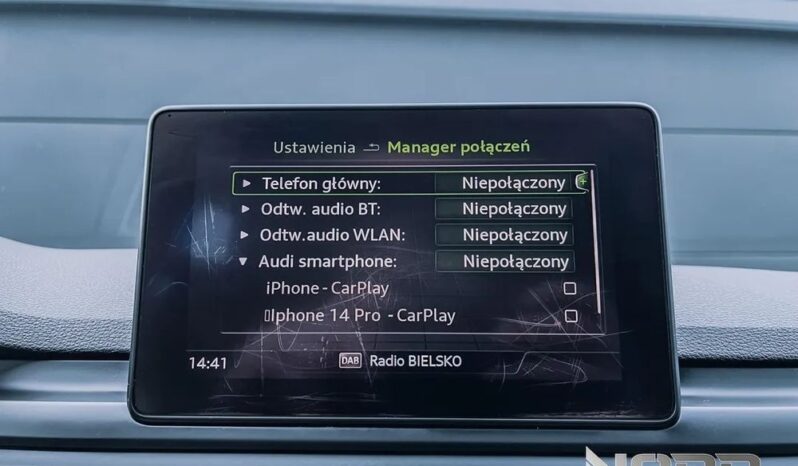 Ustawienia Manager połączeń
Telefon główny: Niepołączony
Odtw. audio BT: Niepołączony
Odtw.audio WLAN: Niepołączony
Audi smartphone: Niepołączony
iPhone - CarPlay
Iphone 14 Pro - CarPlay
14:41 DAB Radio BIELSKO